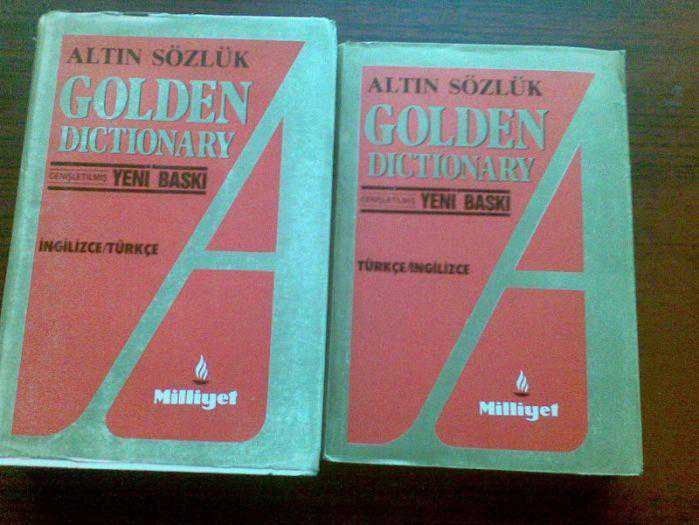 ALTIN SÖZLÜK
GOLDEN
DICTIONARY
GENİŞLETİLMİŞ YENİ BASKI
İNGİLİZCE/TÜRKÇE
Milliyet
ALTIN SÖZLÜK
GOLDEN
DICTIONARY
GENİŞLETİLMİŞ YENİ BASKI
TÜRKÇE/İNGİLİZCE
Milliyet